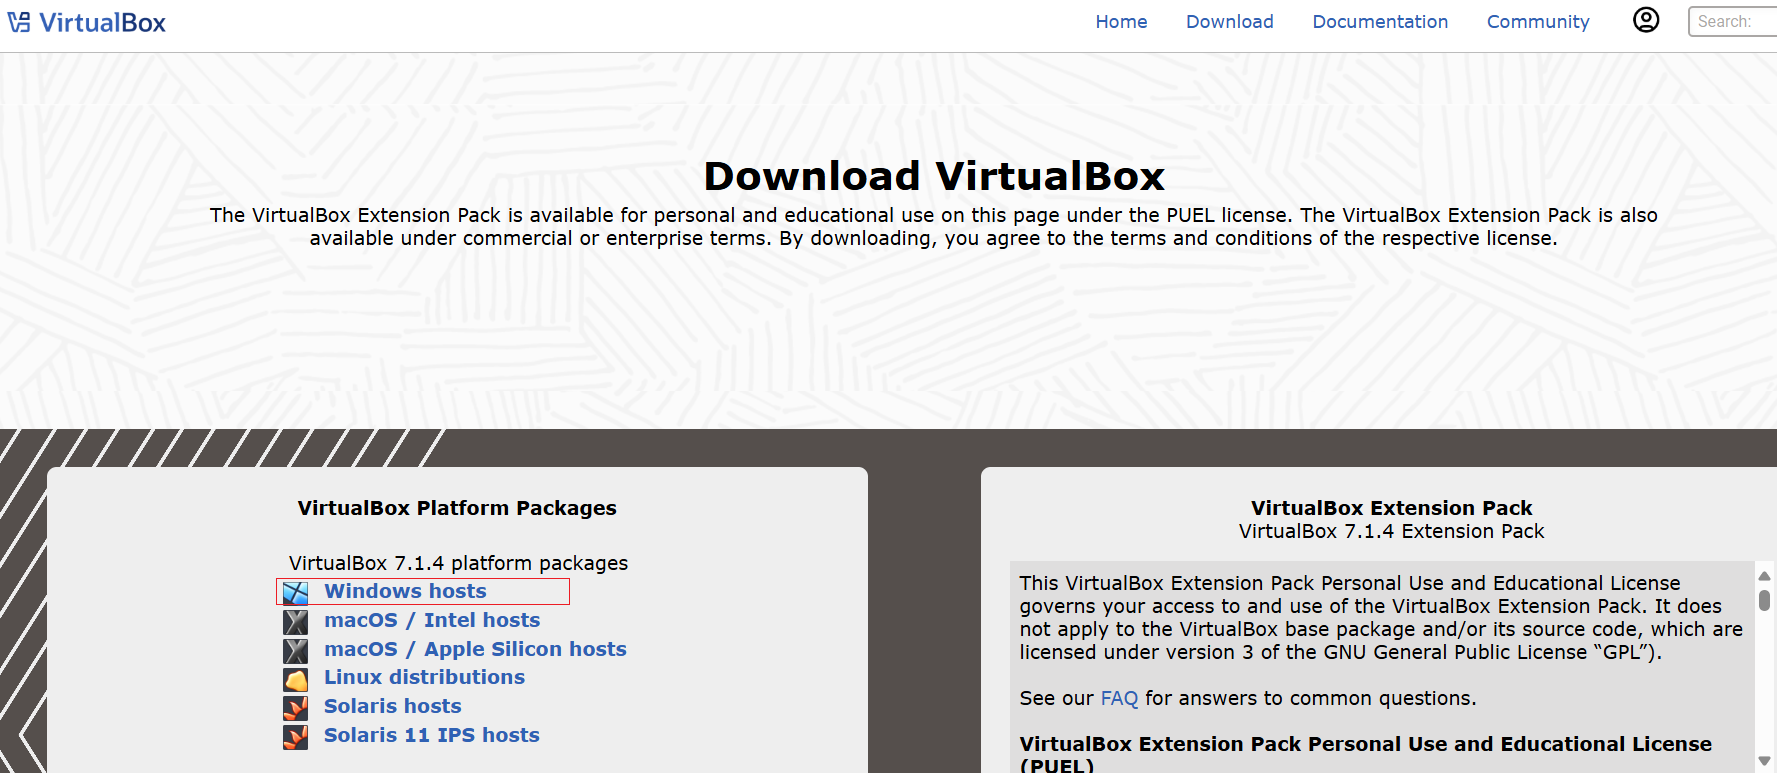 VirtualBox
Home Download Documentation Community Search:
Download VirtualBox
The VirtualBox Extension Pack is available for personal and educational use on this page under the PUEL license. The VirtualBox Extension Pack is also
available under commercial or enterprise terms. By downloading, you agree to the terms and conditions of the respective license.
VirtualBox Platform Packages
VirtualBox 7.1.4 platform packages
Windows hosts
macOS / Intel hosts
macOS / Apple Silicon hosts
Linux distributions
Solaris hosts
Solaris 11 IPS hosts
VirtualBox Extension Pack
VirtualBox 7.1.4 Extension Pack
This VirtualBox Extension Pack Personal Use and Educational License
governs your access to and use of the VirtualBox Extension Pack. It does
not apply to the VirtualBox base package and/or its source code, which are
licensed under version 3 of the GNU General Public License “GPL”).
See our FAQ for answers to common questions.
VirtualBox Extension Pack Personal Use and Educational License
(PUEL)